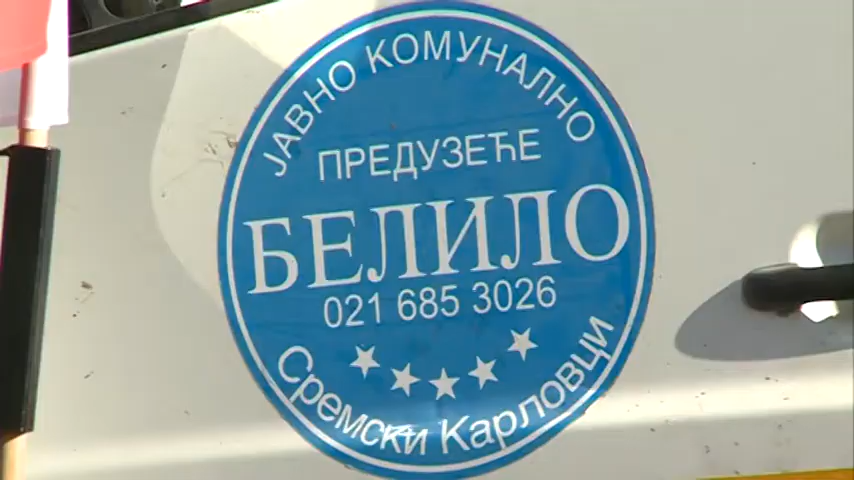 ЈАВНО КОМУНАЛНО
ПРЕДУЗЕЋЕ
БЕЛИЛО
021 685 3026
Сремски Карловци